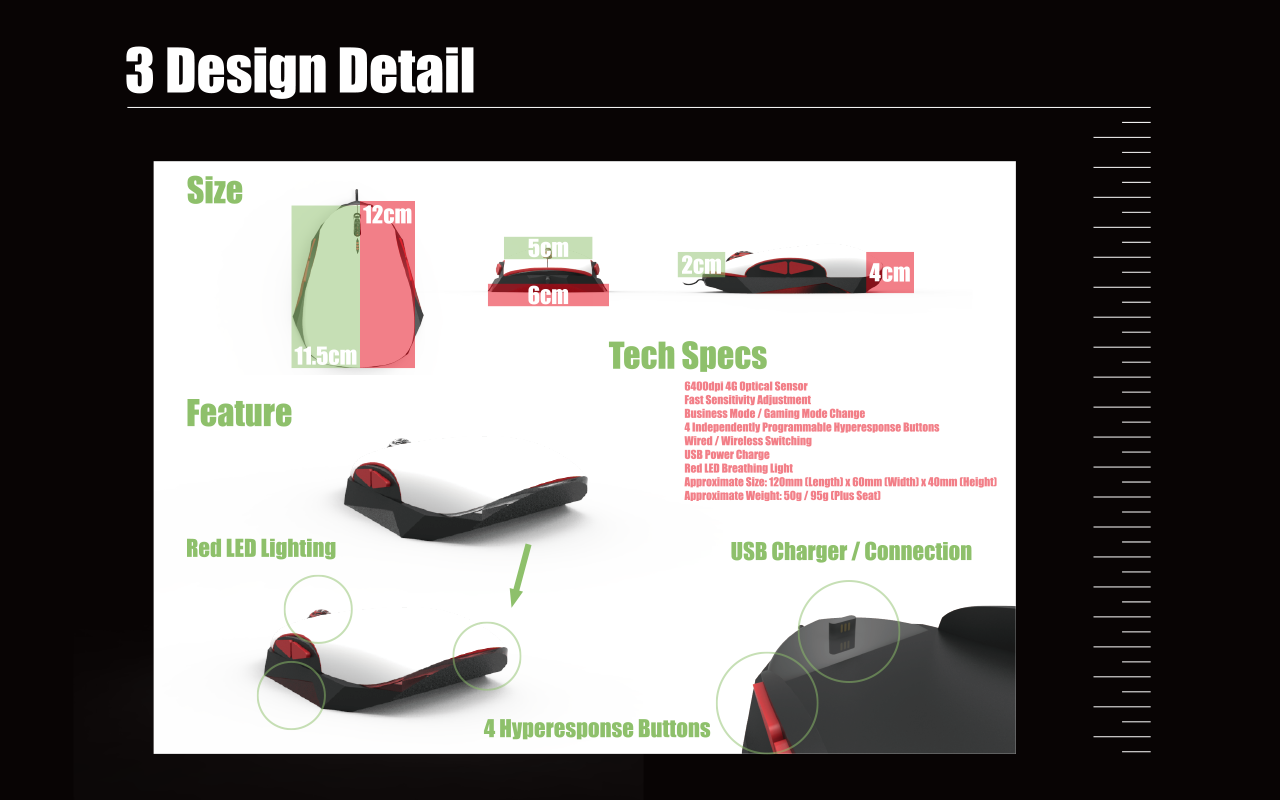 3 Design Detail
Size
12cm
11.5cm
5cm
6cm
2cm
4cm
Tech Specs
6400dpi 4G Optical Sensor
Fast Sensitivity Adjustment
Business Mode / Gaming Mode Change
4 Independently Programmable Hyperesponse Buttons
Wired / Wireless Switching
USB Power Charge
Red LED Breathing Light
Approximate Size: 120mm (Length) x 60mm (Width) x 40mm (Height)
Approximate Weight: 50g / 95g (Plus Seat)
Feature
Red LED Lighting
USB Charger / Connection
4 Hyperesponse Buttons